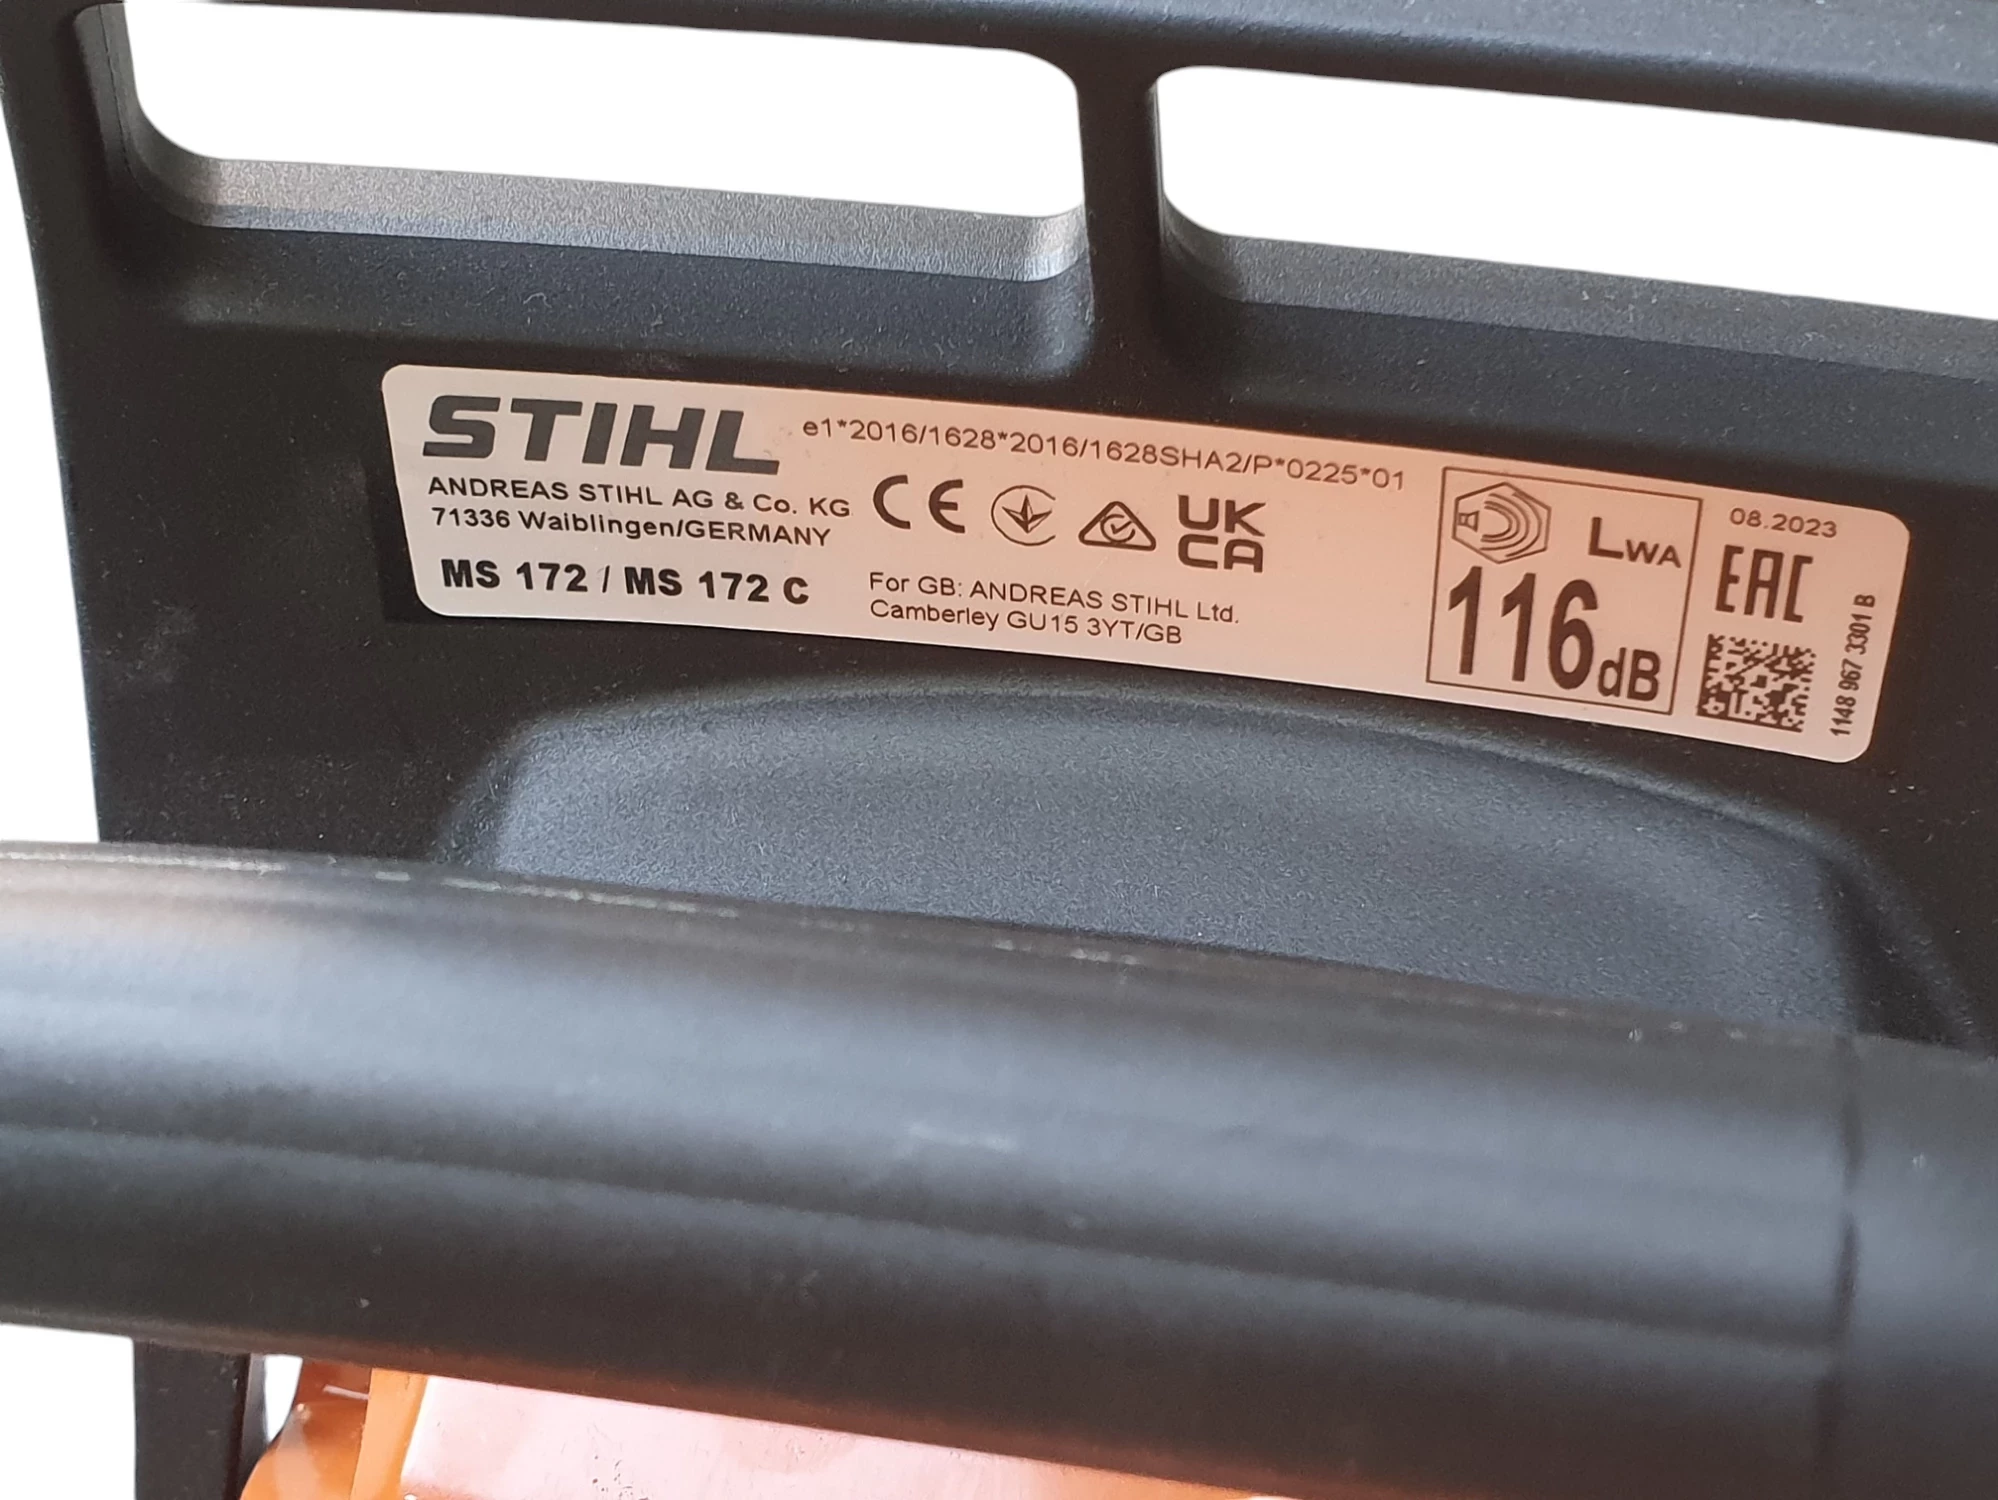 STIHL
e1*2016/1628*2016/1628SHA2/P*0225*01
ANDREAS STIHL AG & Co. KG
71336 Waiblingen/GERMANY
MS 172 / MS 172 C
CE
UK
CA
For GB: ANDREAS STIHL Ltd.
Camberley GU15 3YT/GB
LWA
116dB
08.2023
EAC
1148 967 3301 B